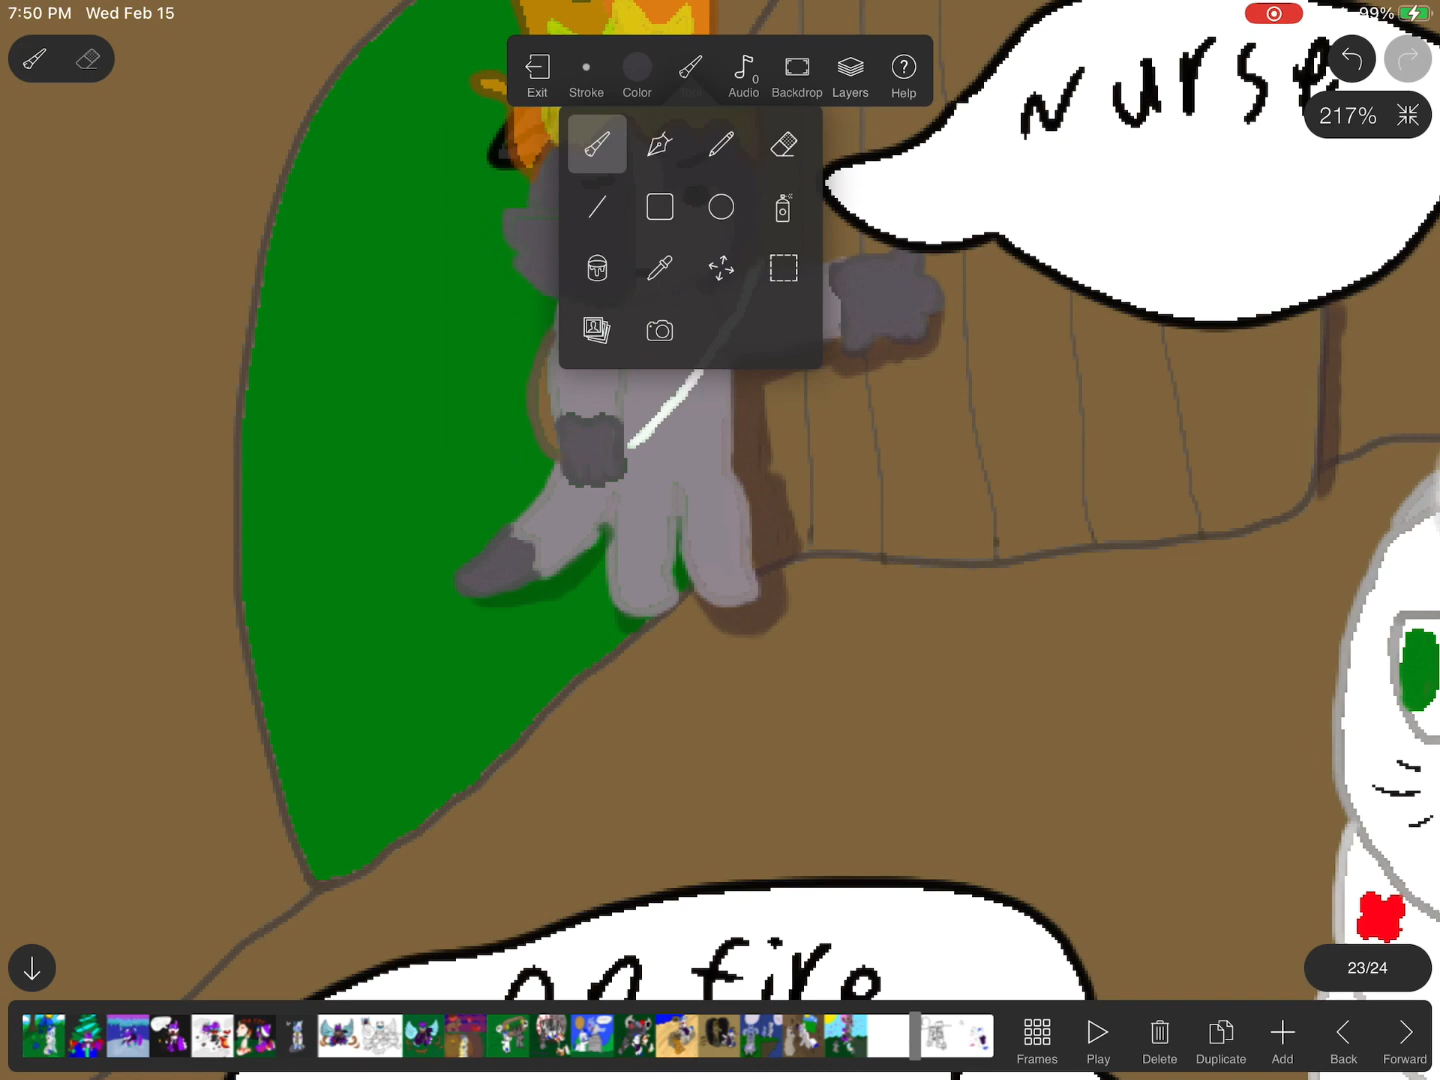 7:50 PM Wed Feb 15
99%
Exit
Stroke
Color
Audio
0
Backdrop
Layers
Help
Nurse
217%
on fire
23/24
Frames
Play
Delete
Duplicate
Add
Back
Forward